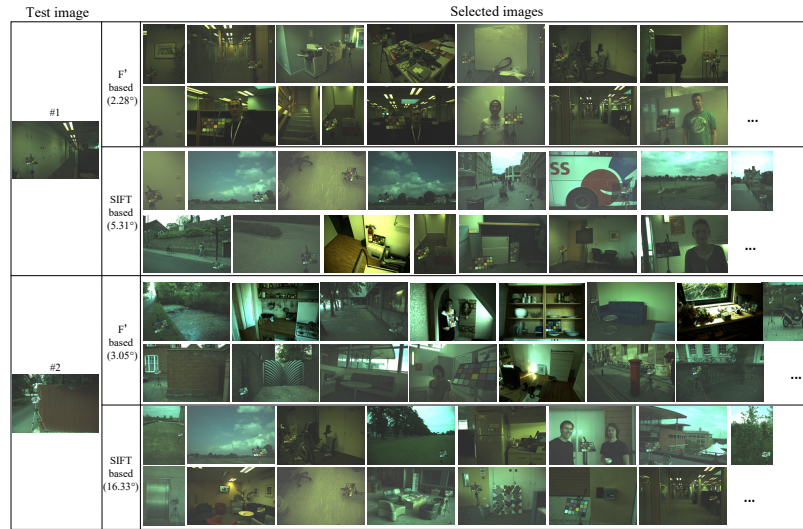 Test image
Selected images
#1
F'
based
(2.28°)
...
SIFT
based
(5.31°)
SS
...
#2
F'
based
(3.05°)
...
SIFT
based
(16.33°)
...